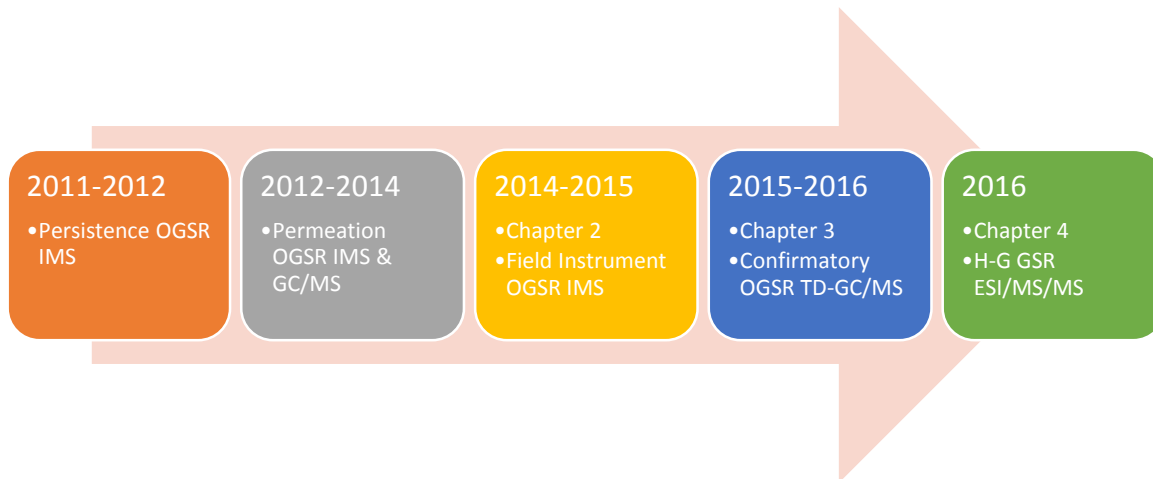 2011-2012
•Persistence OGSR
IMS
2012-2014
•Permeation
OGSR IMS &
GC/MS
2014-2015
•Chapter 2
•Field Instrument
OGSR IMS
2015-2016
•Chapter 3
•Confirmatory
OGSR TD-GC/MS
2016
•Chapter 4
•H-G GSR
ESI/MS/MS